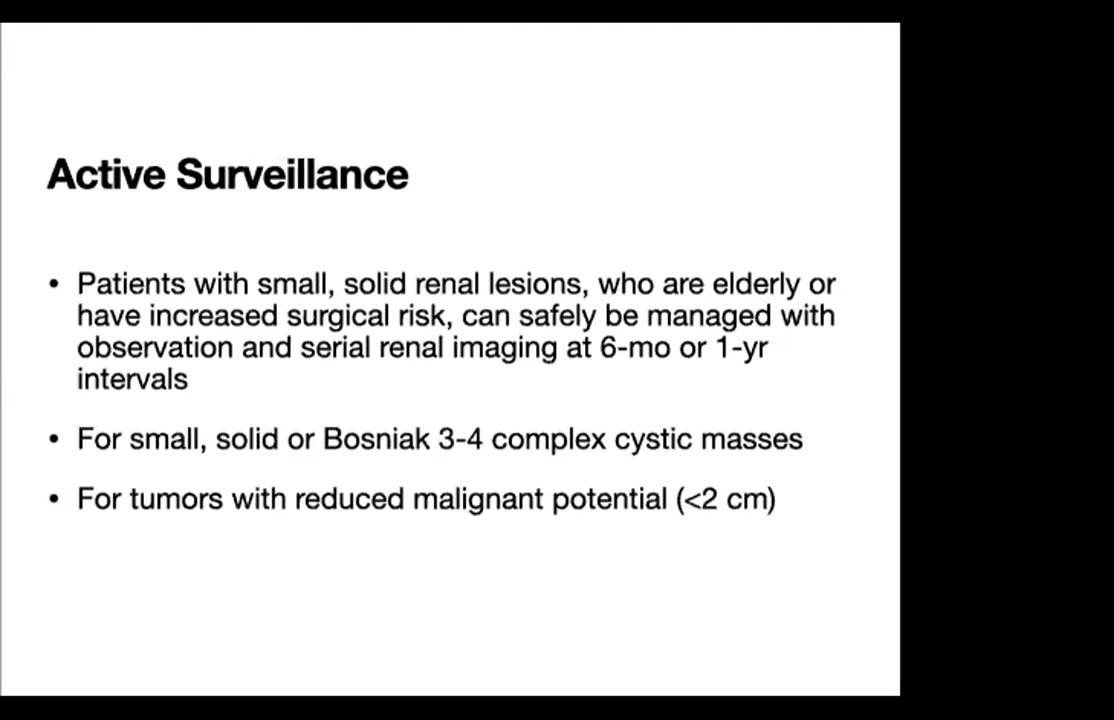 Active Surveillance
• Patients with small, solid renal lesions, who are elderly or
have increased surgical risk, can safely be managed with
observation and serial renal imaging at 6-mo or 1-yr
intervals
• For small, solid or Bosniak 3-4 complex cystic masses
• For tumors with reduced malignant potential (<2 cm)